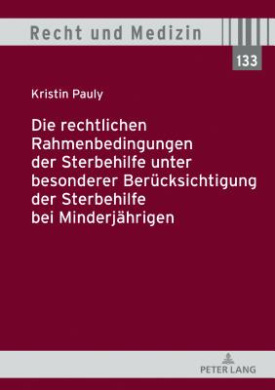 Recht und Medizin
133
Kristin Pauly
Die rechtlichen
Rahmenbedingungen
der Sterbehilfe unter
besonderer Berücksichtigung
der Sterbehilfe
bei Minderjährigen
PETER LANG